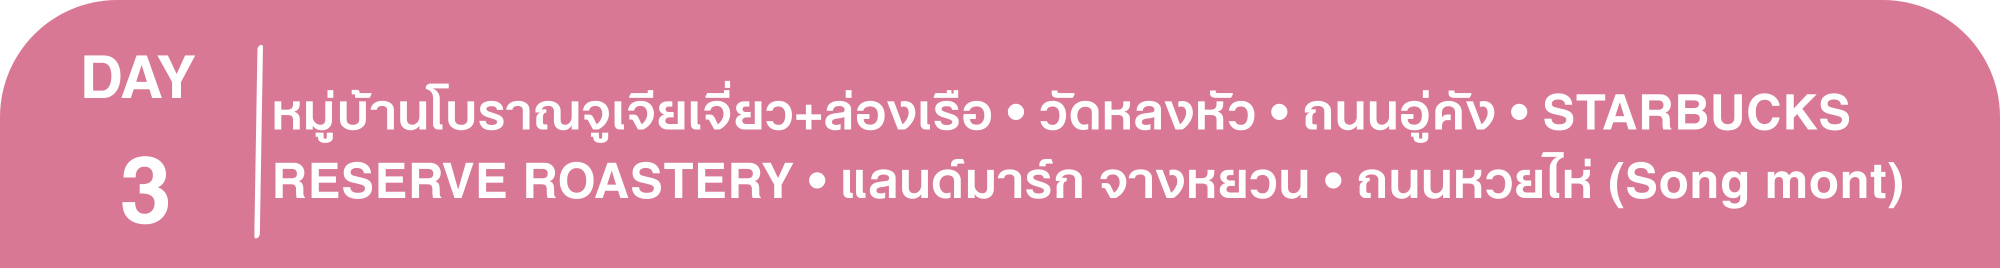 DAY
3
หมู่บ้านโบราณจูเจียเจี่ยว+ล่องเรือ • วัดหลงหัว • ถนนอู่คัง • STARBUCKS
RESERVE ROASTERY • แลนด์มาร์ก จางหยวน • ถนนหวยไห่ (Song mont)